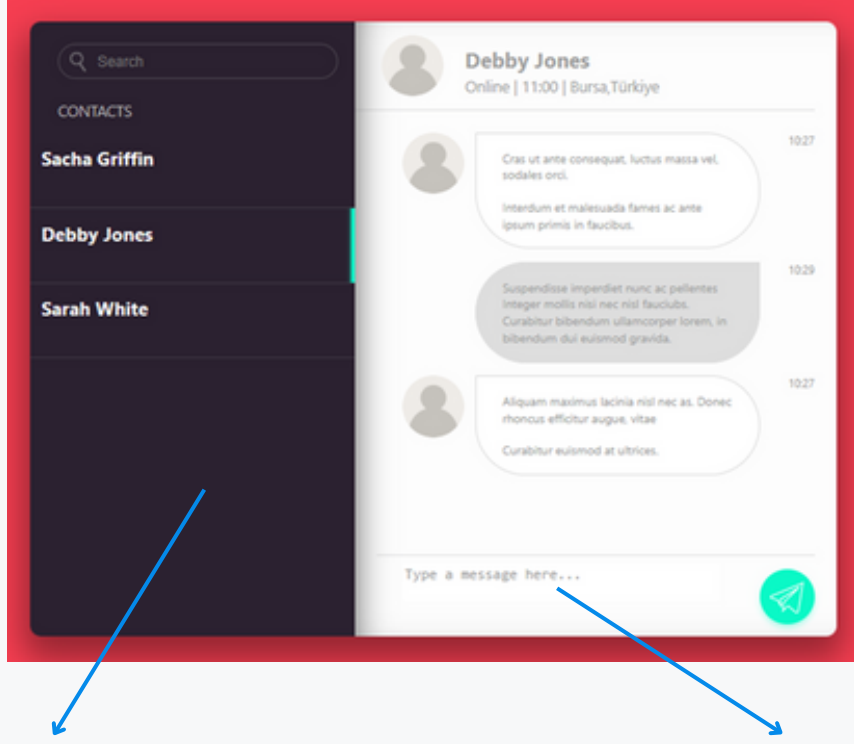 Search
CONTACTS
Sacha Griffin
Debby Jones
Sarah White
Debby Jones
Online | 11:00 | Bursa,Türkiye
10:27
Cras ut ante consequat, luctus massa vel,
sodales orci.
Interdum et malesuada fames ac ante
ipsum primis in faucibus.
10:29
Suspendisse imperdiet nunc ac pellentes
Integer mollis nisi nec nisl fauciubs.
Curabitur bibendum ullamcorper lorem, in
bibendum dui euismod gravida.
10:27
Aliquam maximus lacinia nisl nec as. Donec
rhoncus efficitur augue, vitae
Curabitur euismod at ultrices.
Type a message here...